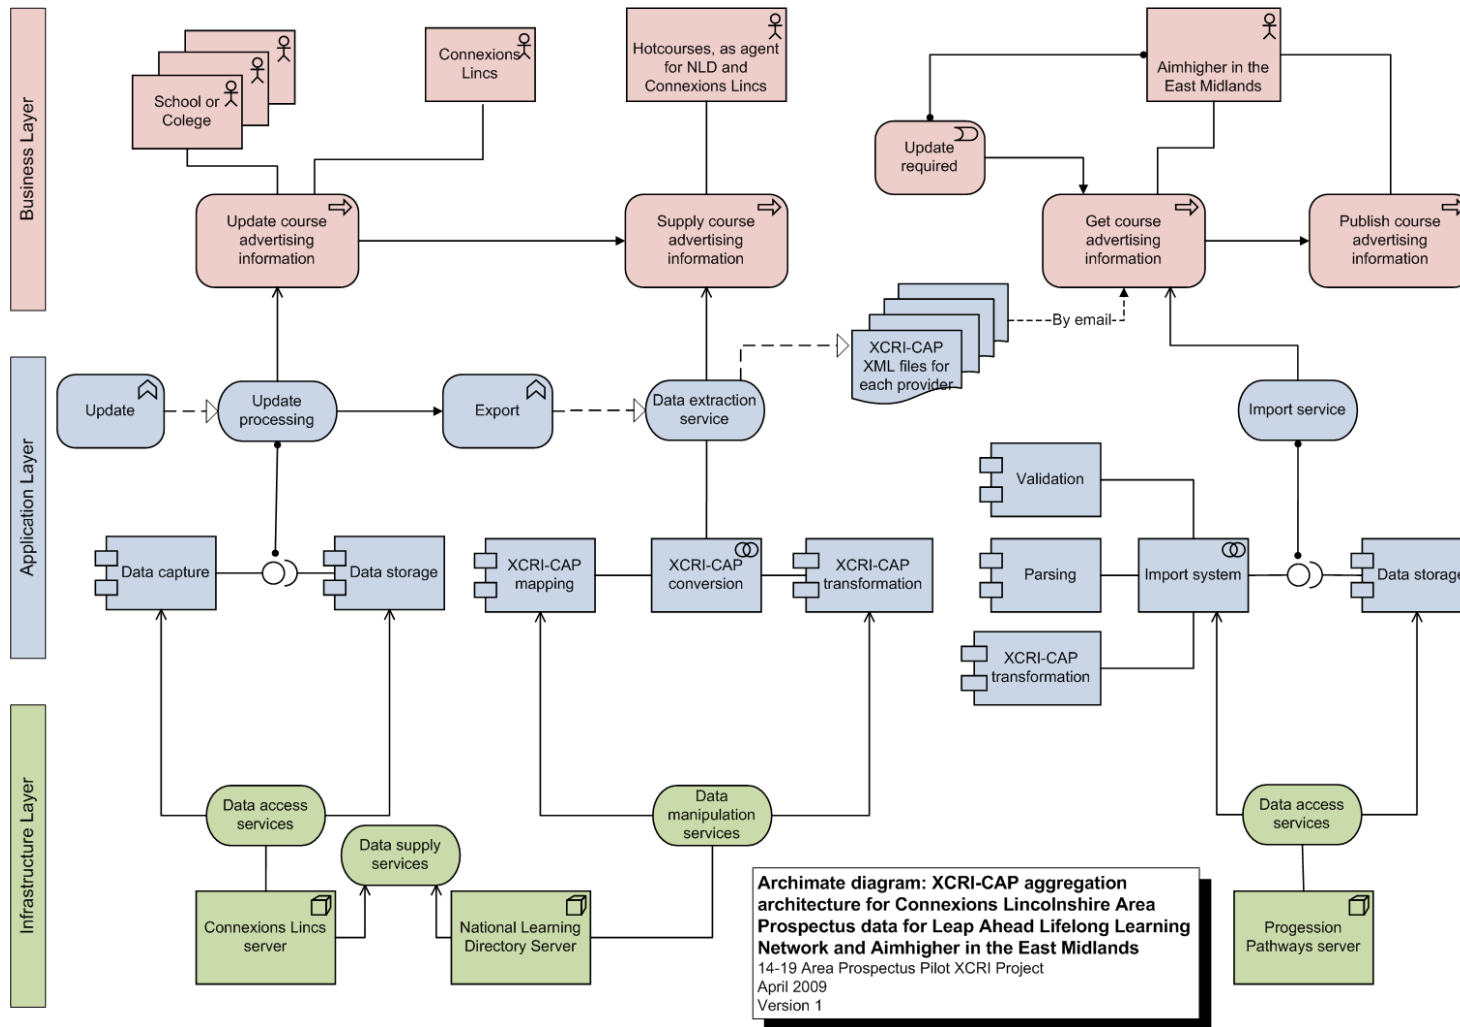 Business Layer
School or
Colege
Connexions
Lincs
Hotcourses, as agent
for NLD and
Connexions Lincs
Aimhigher in the
East Midlands
Update
required
Update course
advertising
information
Supply course
advertising
information
Get course
advertising
information
Publish course
advertising
information
Application Layer
XCRI-CAP
XML files for
each provider
By email
Update
Update
processing
Export
Data extraction
service
Import service
Validation
Data capture
Data storage
XCRI-CAP
mapping
XCRI-CAP
conversion
XCRI-CAP
transformation
Parsing
Import system
Data storage
XCRI-CAP
transformation
Infrastructure Layer
Data access
services
Data supply
services
Data
manipulation
services
Data access
services
Connexions Lincs
server
National Learning
Directory Server
Progession
Pathways server
Archimate diagram: XCRI-CAP aggregation
architecture for Connexions Lincolnshire Area
Prospectus data for Leap Ahead Lifelong Learning
Network and Aimhigher in the East Midlands
14-19 Area Prospectus Pilot XCRI Project
April 2009
Version 1